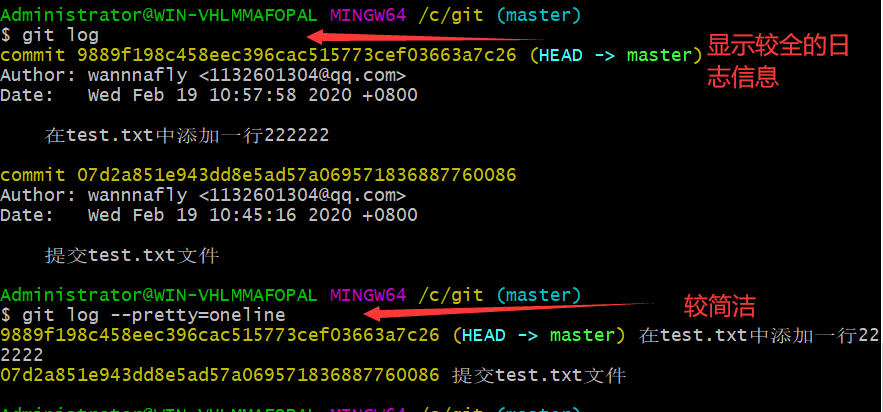 Administrator@WIN-VHLMMAFOPAL MINGW64 /c/git (master)
$ git log
commit 9889f198c458eec396cac515773cef03663a7c26 (HEAD -> master)
显示较全的日
志信息
Author: wannnafly <1132601304@qq.com>
Date:   Wed Feb 19 10:57:58 2020 +0800
在test.txt中添加一行222222
commit 07d2a851e943dd8e5ad57a069571836887760086
Author: wannnafly <1132601304@qq.com>
Date:   Wed Feb 19 10:45:16 2020 +0800
提交test.txt文件
Administrator@WIN-VHLMMAFOPAL MINGW64 /c/git (master)
$ git log --pretty=oneline
较简洁
9889f198c458eec396cac515773cef03663a7c26 (HEAD -> master) 在test.txt中添加一行22
2222
07d2a851e943dd8e5ad57a069571836887760086 提交test.txt文件